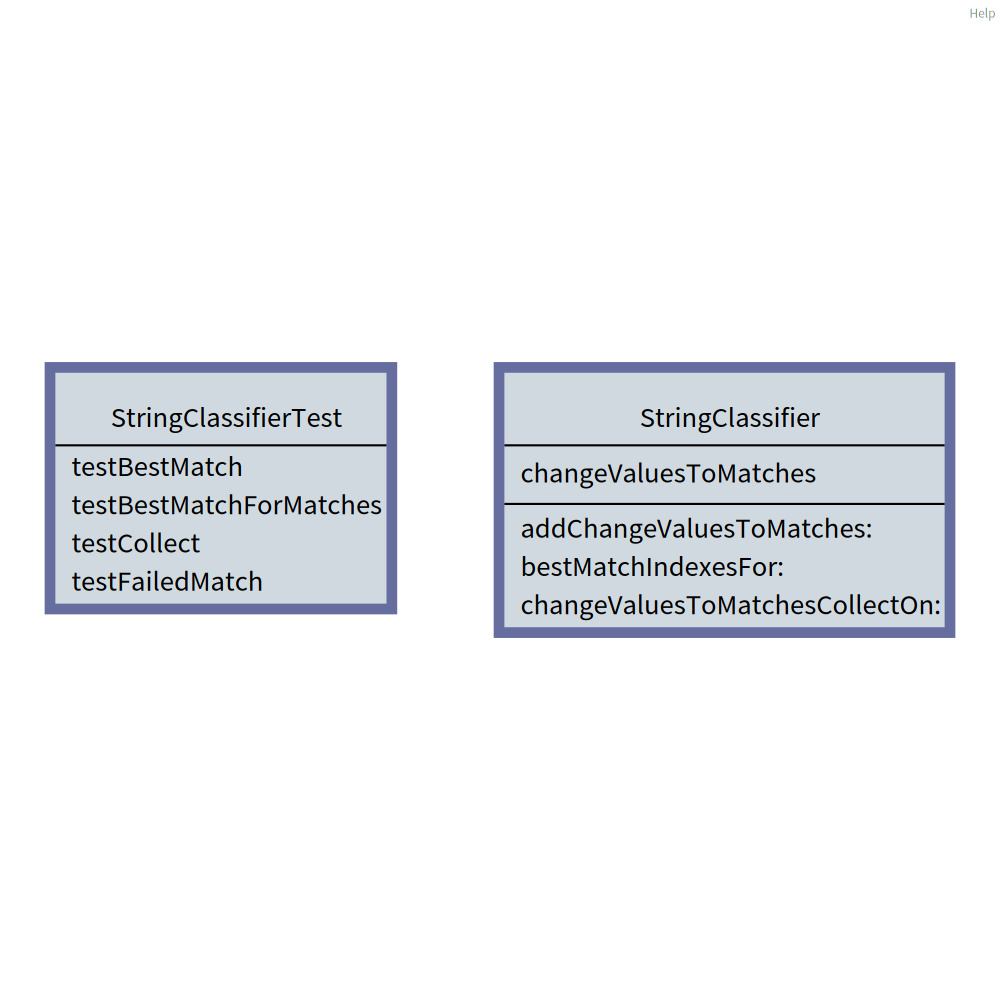 Help
StringClassifierTest
testBestMatch
testBestMatchForMatches
testCollect
testFailedMatch
StringClassifier
changeValuesToMatches
addChangeValuesToMatches:
bestMatchIndexesFor:
changeValuesToMatchesCollectOn: